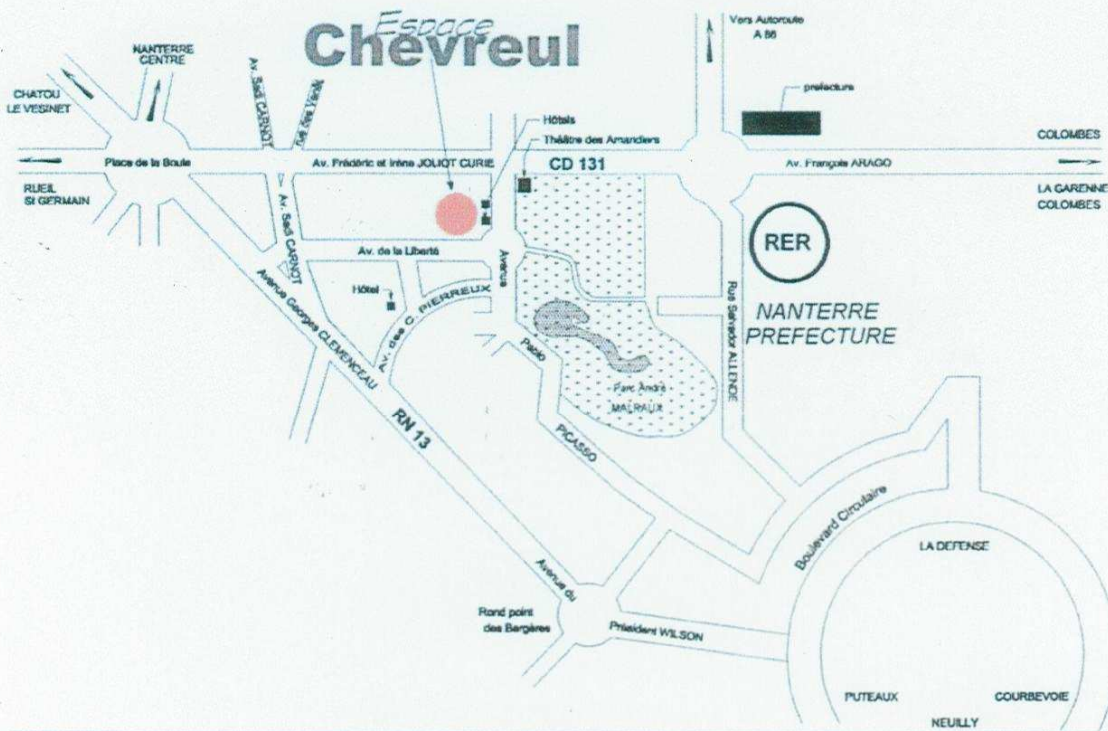 Espace
Chevreul
Vers Autoroute
A 86
NANTERRE
CENTRE
CHATOU
LE VESINET
Av. Sadi CARNOT
prefecture
Hôtels
Théâtre des Amandiers
COLOMBES
Place de la Boule
Av. Frédéric et Irène JOLIOT CURIE
CD 131
Av. François ARAGO
RUEIL
St GERMAIN
LA GARENNE
COLOMBES
Av. Sadi CARNOT
Av. de la Liberté
RER
Hôtel
Av. des C. PIERREUX
Avenue
Pablo
PICASSO
NANTERRE
PREFECTURE
Rue Salvador ALLENDE
Parc André
MALRAUX
Avenue Georges CLEMENCEAU
RN 13
Boulevard Circulaire
LA DEFENSE
Avenue du
Président WILSON
Rond point
des Bergères
PUTEAUX
COURBEVOIE
NEUILLY